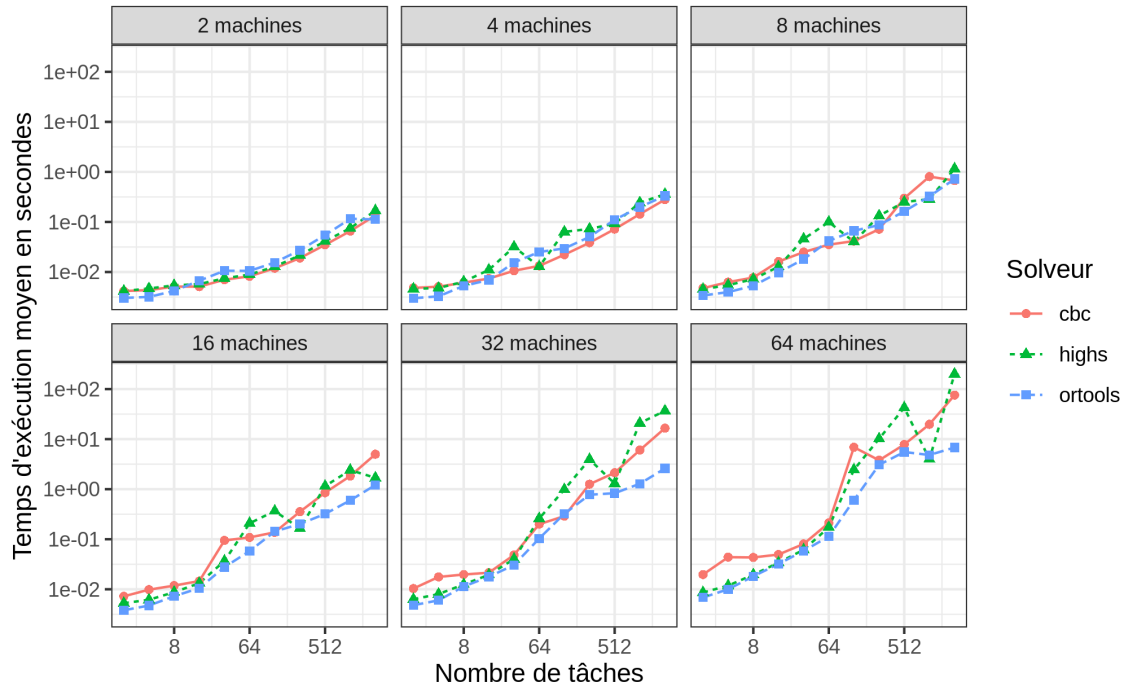 2 machines
4 machines
8 machines
1e+02
1e+01
1e+00
1e-01
1e-02
16 machines
32 machines
64 machines
1e+02
1e+01
1e+00
1e-01
1e-02
8
64
512
8
64
512
8
64
512
Nombre de tâches
Temps d'exécution moyen en secondes
Solveur
cbc
highs
ortools